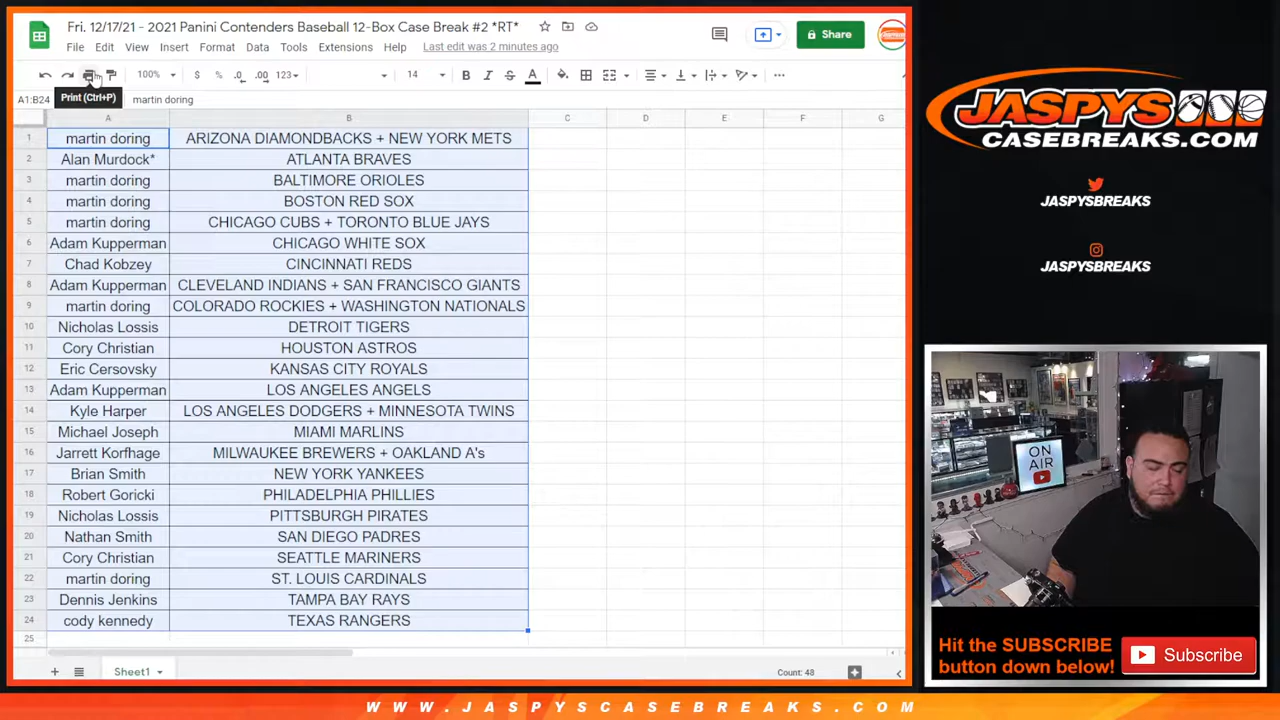 Fri. 12/17/21 - 2021 Panini Contenders Baseball 12-Box Case Break #2 *RT*
File Edit View Insert Format Data Tools Extensions Help Last edit was 2 minutes ago
Share
100% $ % .0 .00 123 14 B I S A
Print (Ctrl+P)
A1:B24 martin doring
A B C D E F G
1 martin doring ARIZONA DIAMONDBACKS + NEW YORK METS
2 Alan Murdock* ATLANTA BRAVES
3 martin doring BALTIMORE ORIOLES
4 martin doring BOSTON RED SOX
5 martin doring CHICAGO CUBS + TORONTO BLUE JAYS
6 Adam Kupperman CHICAGO WHITE SOX
7 Chad Kobzey CINCINNATI REDS
8 Adam Kupperman CLEVELAND INDIANS + SAN FRANCISCO GIANTS
9 martin doring COLORADO ROCKIES + WASHINGTON NATIONALS
10 Nicholas Lossis DETROIT TIGERS
11 Cory Christian HOUSTON ASTROS
12 Eric Cersovsky KANSAS CITY ROYALS
13 Adam Kupperman LOS ANGELES ANGELS
14 Kyle Harper LOS ANGELES DODGERS + MINNESOTA TWINS
15 Michael Joseph MIAMI MARLINS
16 Jarrett Korfhage MILWAUKEE BREWERS + OAKLAND A's
17 Brian Smith NEW YORK YANKEES
18 Robert Goricki PHILADELPHIA PHILLIES
19 Nicholas Lossis PITTSBURGH PIRATES
20 Nathan Smith SAN DIEGO PADRES
21 Cory Christian SEATTLE MARINERS
22 martin doring ST. LOUIS CARDINALS
23 Dennis Jenkins TAMPA BAY RAYS
24 cody kennedy TEXAS RANGERS
25
Sheet1
Count: 48
JASPYS
CASEBREAKS.COM
JASPYSBREAKS
JASPYSBREAKS
ON
AIR
Hit the SUBSCRIBE
button down below!
Subscribe
WWW.JASPYSCASEBREAKS.COM